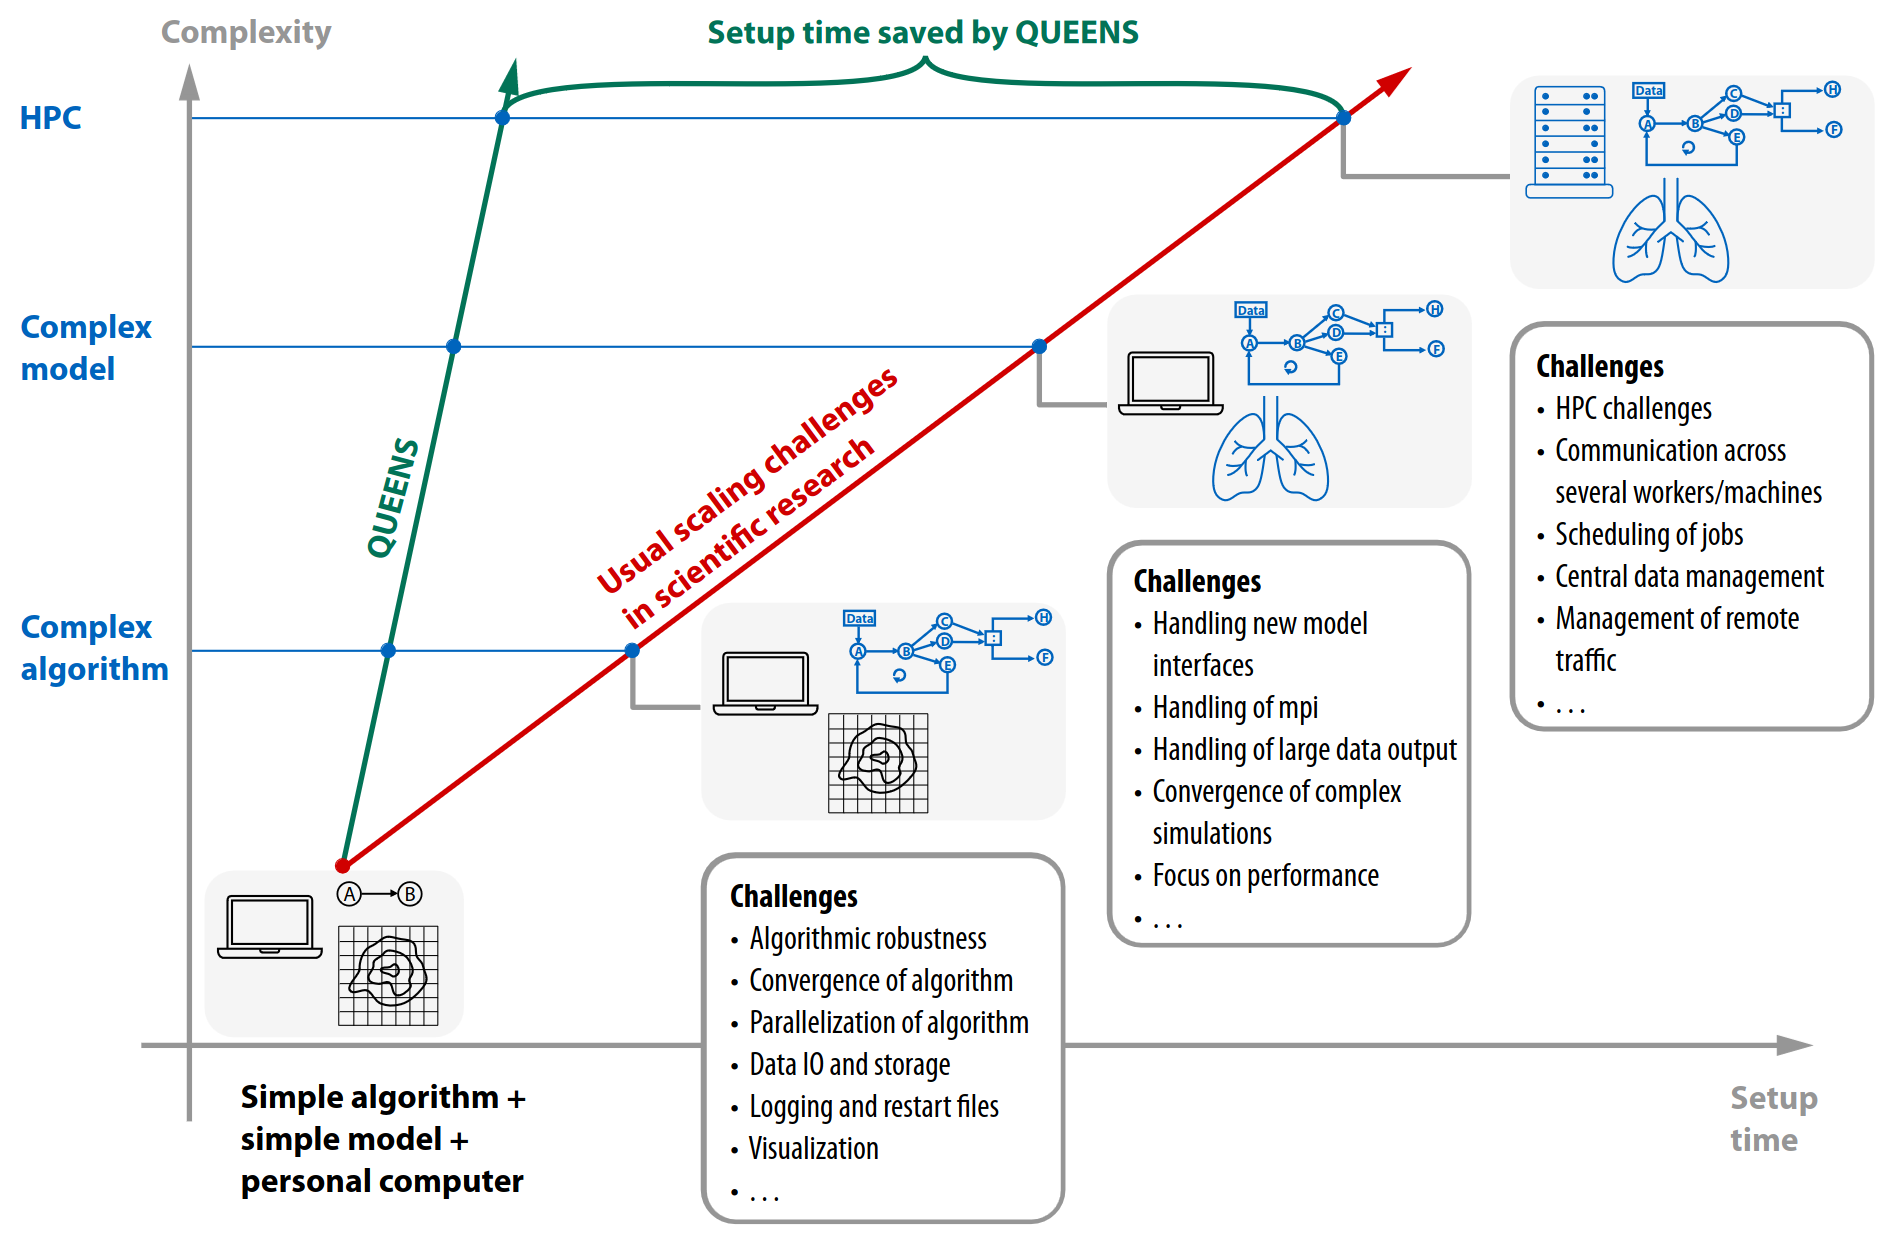 Complexity
Setup time saved by QUEENS
HPC
Complex
model
Complex
algorithm
QUEENS
Usual scaling challenges
in scientific research
Data
A
B
C
D
E
:
H
F
Challenges
• HPC challenges
• Communication across
several workers/machines
• Scheduling of jobs
• Central data management
• Management of remote
traffic
• . . .
Data
A
B
C
D
E
:
H
F
Challenges
• Handling new model
interfaces
• Handling of mpi
• Handling of large data output
• Convergence of complex
simulations
• Focus on performance
• . . .
Data
A
B
C
D
E
:
H
F
Challenges
• Algorithmic robustness
• Convergence of algorithm
• Parallelization of algorithm
• Data IO and storage
• Logging and restart files
• Visualization
• . . .
A
B
Simple algorithm +
simple model +
personal computer
Setup
time